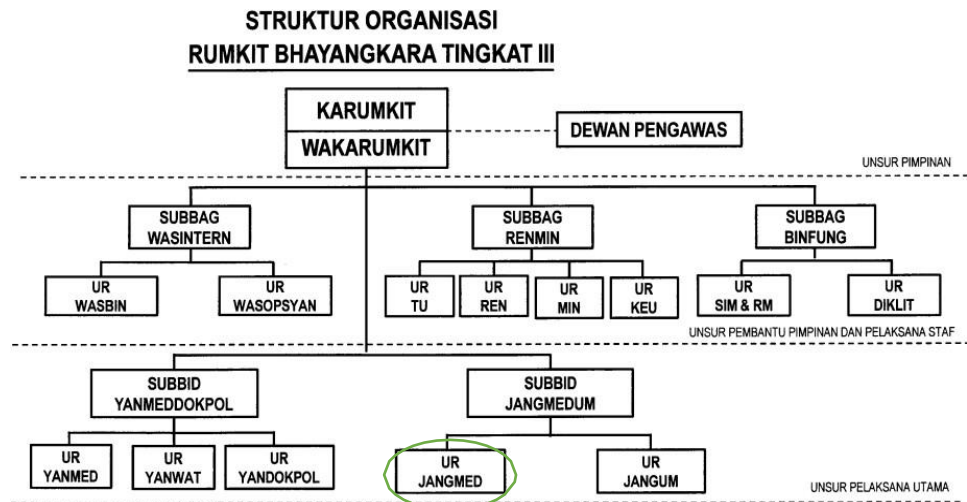 STRUKTUR ORGANISASI
RUMKIT BHAYANGKARA TINGKAT III
KARUMKIT
WAKARUMKIT
DEWAN PENGAWAS
UNSUR PIMPINAN
SUBBAG
WASINTERN
SUBBAG
RENMIN
SUBBAG
BINFUNG
UR
WASBIN
UR
WASOPSYAN
UR
TU
UR
REN
UR
MIN
UR
KEU
UR
SIM & RM
UR
DIKLIT
UNSUR PEMBANTU PIMPINAN DAN PELAKSANA STAF
SUBBID
YANMEDDOKPOL
SUBBID
JANGMEDUM
UR
YANMED
UR
YANWAT
UR
YANDOKPOL
UR
JANGMED
UR
JANGUM
UNSUR PELAKSANA UTAMA